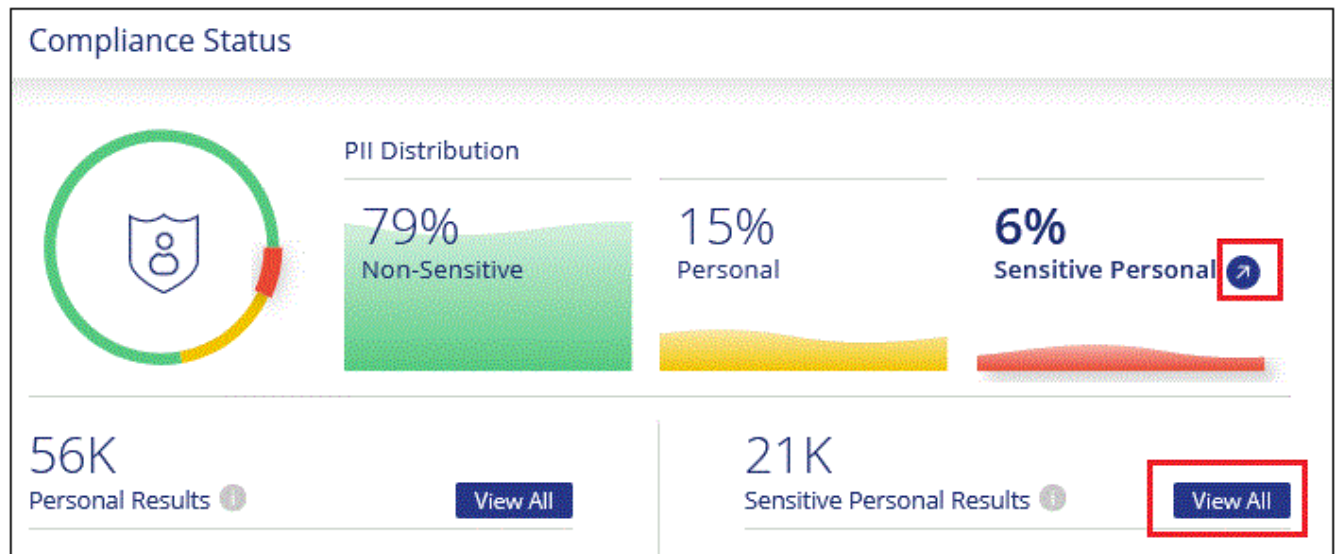 Compliance Status
PII Distribution
79%
Non-Sensitive
15%
Personal
6%
Sensitive Personal
56K
Personal Results
View All
21K
Sensitive Personal Results
View All